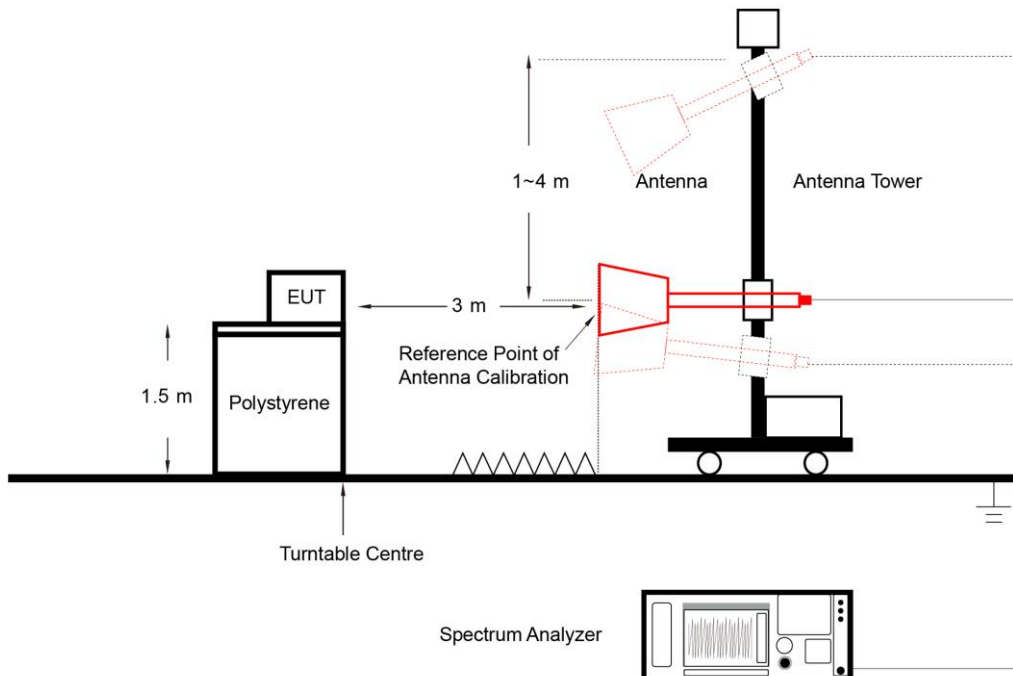 1~4 m
Antenna
Antenna Tower
EUT
3 m
Reference Point of
Antenna Calibration
1.5 m
Polystyrene
Turntable Centre
Spectrum Analyzer